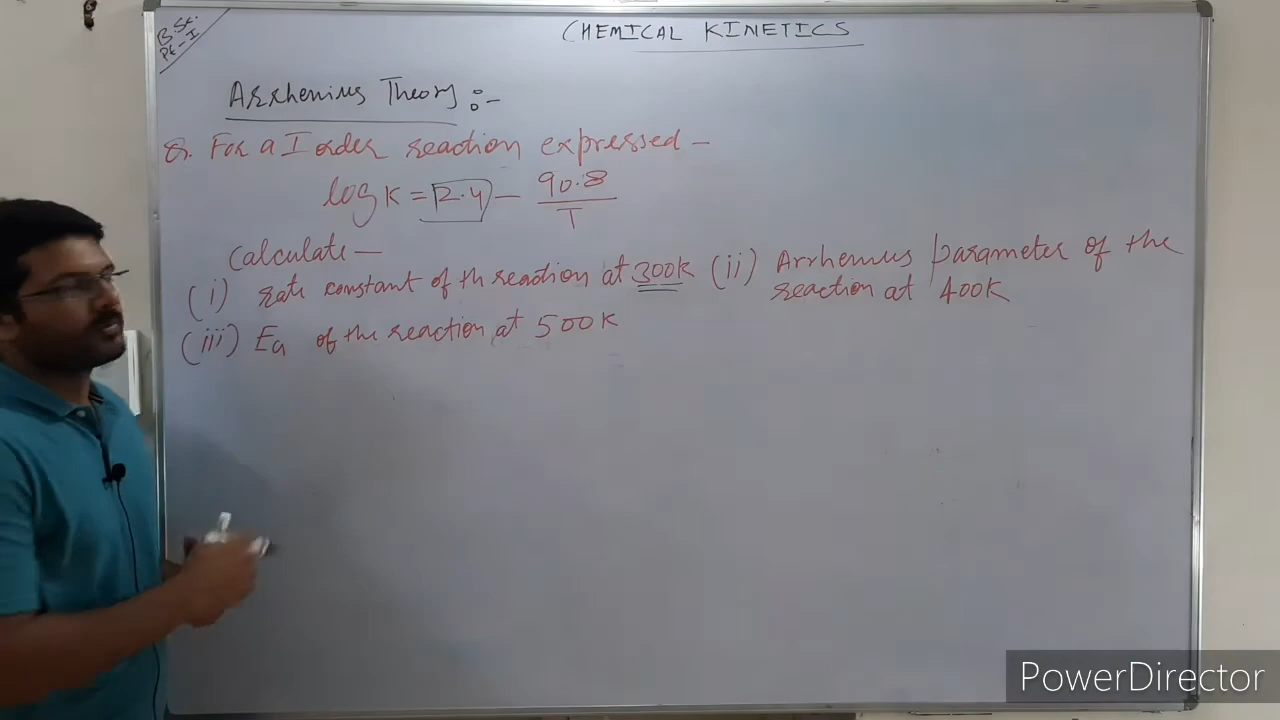 B.Sc.
Pt-I
CHEMICAL KINETICS
Arrhenius Theory :-
Q. For a I order reaction expressed -
log K = 2.4 - 90.8/T
Calculate -
(i) rate constant of th reaction at 300K (ii) Arrhenius parameter of the
reaction at 400K
(iii) Ea of the reaction at 500K
PowerDirector